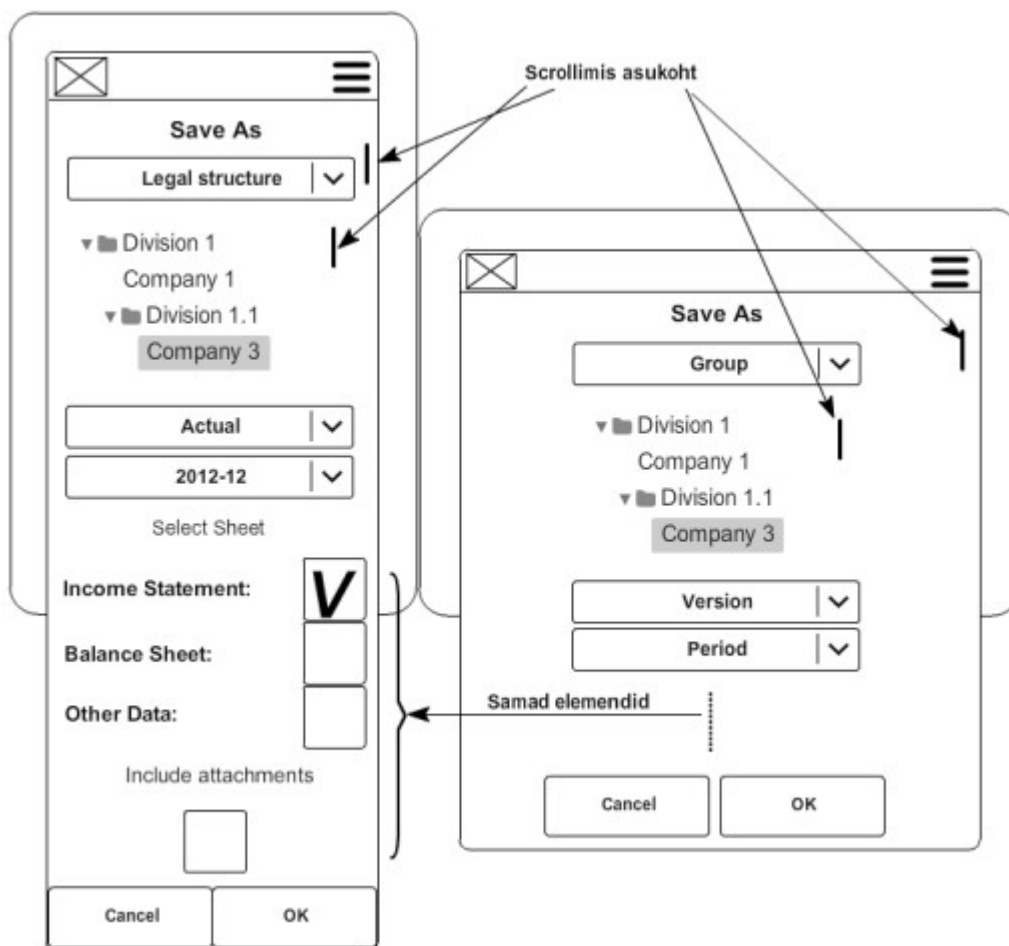 Scrollimis asukoht
Save As
Legal structure
Division 1
Company 1
Division 1.1
Company 3
Actual
2012-12
Select Sheet
Income Statement:
V
Balance Sheet:
Other Data:
Include attachments
Cancel
OK
Save As
Group
Division 1
Company 1
Division 1.1
Company 3
Version
Period
Samad elemendid
Cancel
OK